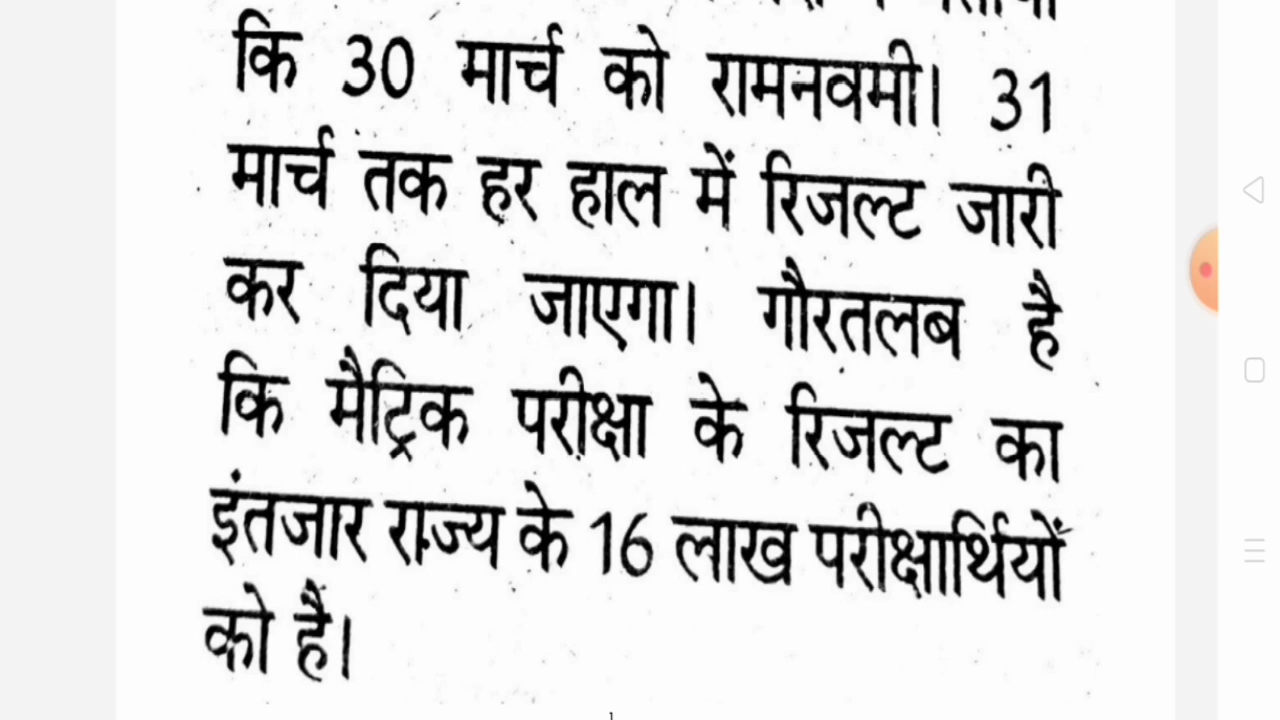 कि 30 मार्च को रामनवमी। 31
मार्च तक हर हाल में रिजल्ट जारी
कर दिया जाएगा। गौरतलब है
कि मैट्रिक परीक्षा के रिजल्ट का
इंतजार राज्य के 16 लाख परीक्षार्थियों
को है।